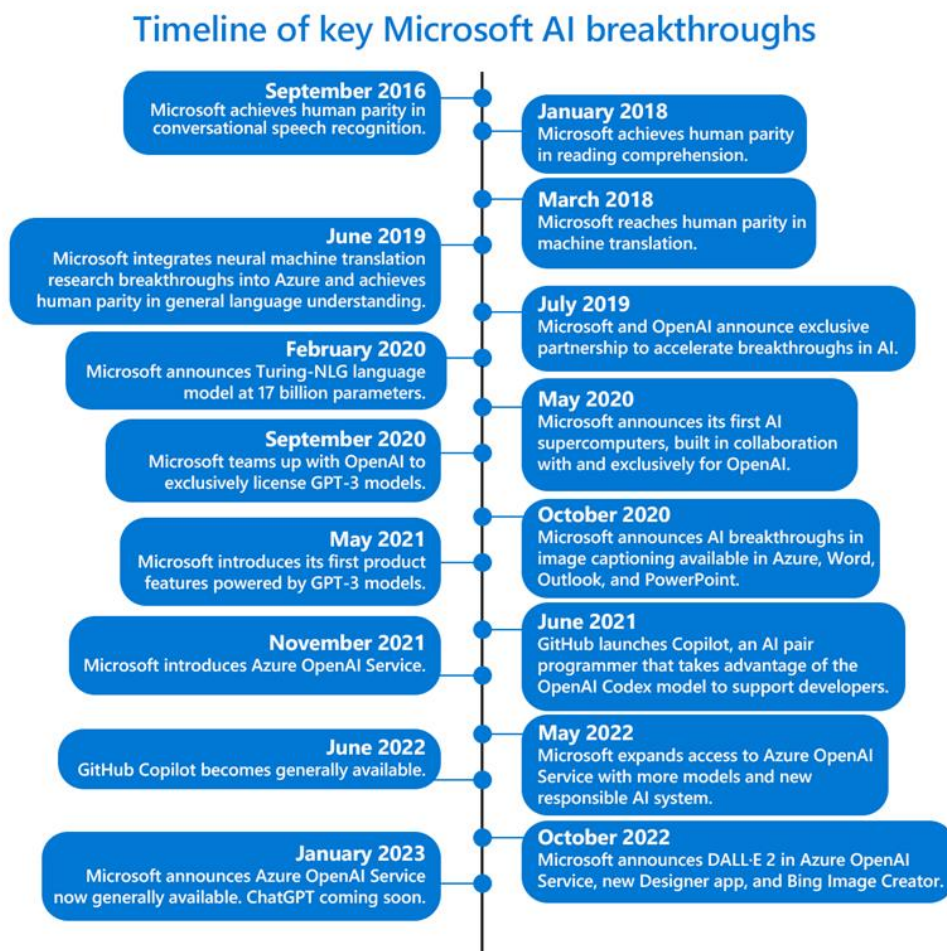 Timeline of key Microsoft AI breakthroughs
September 2016
Microsoft achieves human parity in
conversational speech recognition.
January 2018
Microsoft achieves human parity
in reading comprehension.
March 2018
Microsoft reaches human parity in
machine translation.
June 2019
Microsoft integrates neural machine translation
research breakthroughs into Azure and achieves
human parity in general language understanding.
July 2019
Microsoft and OpenAI announce exclusive
partnership to accelerate breakthroughs in AI.
February 2020
Microsoft announces Turing-NLG language
model at 17 billion parameters.
May 2020
Microsoft announces its first AI
supercomputers, built in collaboration
with and exclusively for OpenAI.
September 2020
Microsoft teams up with OpenAI to
exclusively license GPT-3 models.
October 2020
Microsoft announces AI breakthroughs in
image captioning available in Azure, Word,
Outlook, and PowerPoint.
May 2021
Microsoft introduces its first product
features powered by GPT-3 models.
June 2021
GitHub launches Copilot, an AI pair
programmer that takes advantage of the
OpenAI Codex model to support developers.
November 2021
Microsoft introduces Azure OpenAI Service.
May 2022
Microsoft expands access to Azure OpenAI
Service with more models and new
responsible AI system.
June 2022
GitHub Copilot becomes generally available.
October 2022
Microsoft announces DALL·E 2 in Azure OpenAI
Service, new Designer app, and Bing Image Creator.
January 2023
Microsoft announces Azure OpenAI Service
now generally available. ChatGPT coming soon.